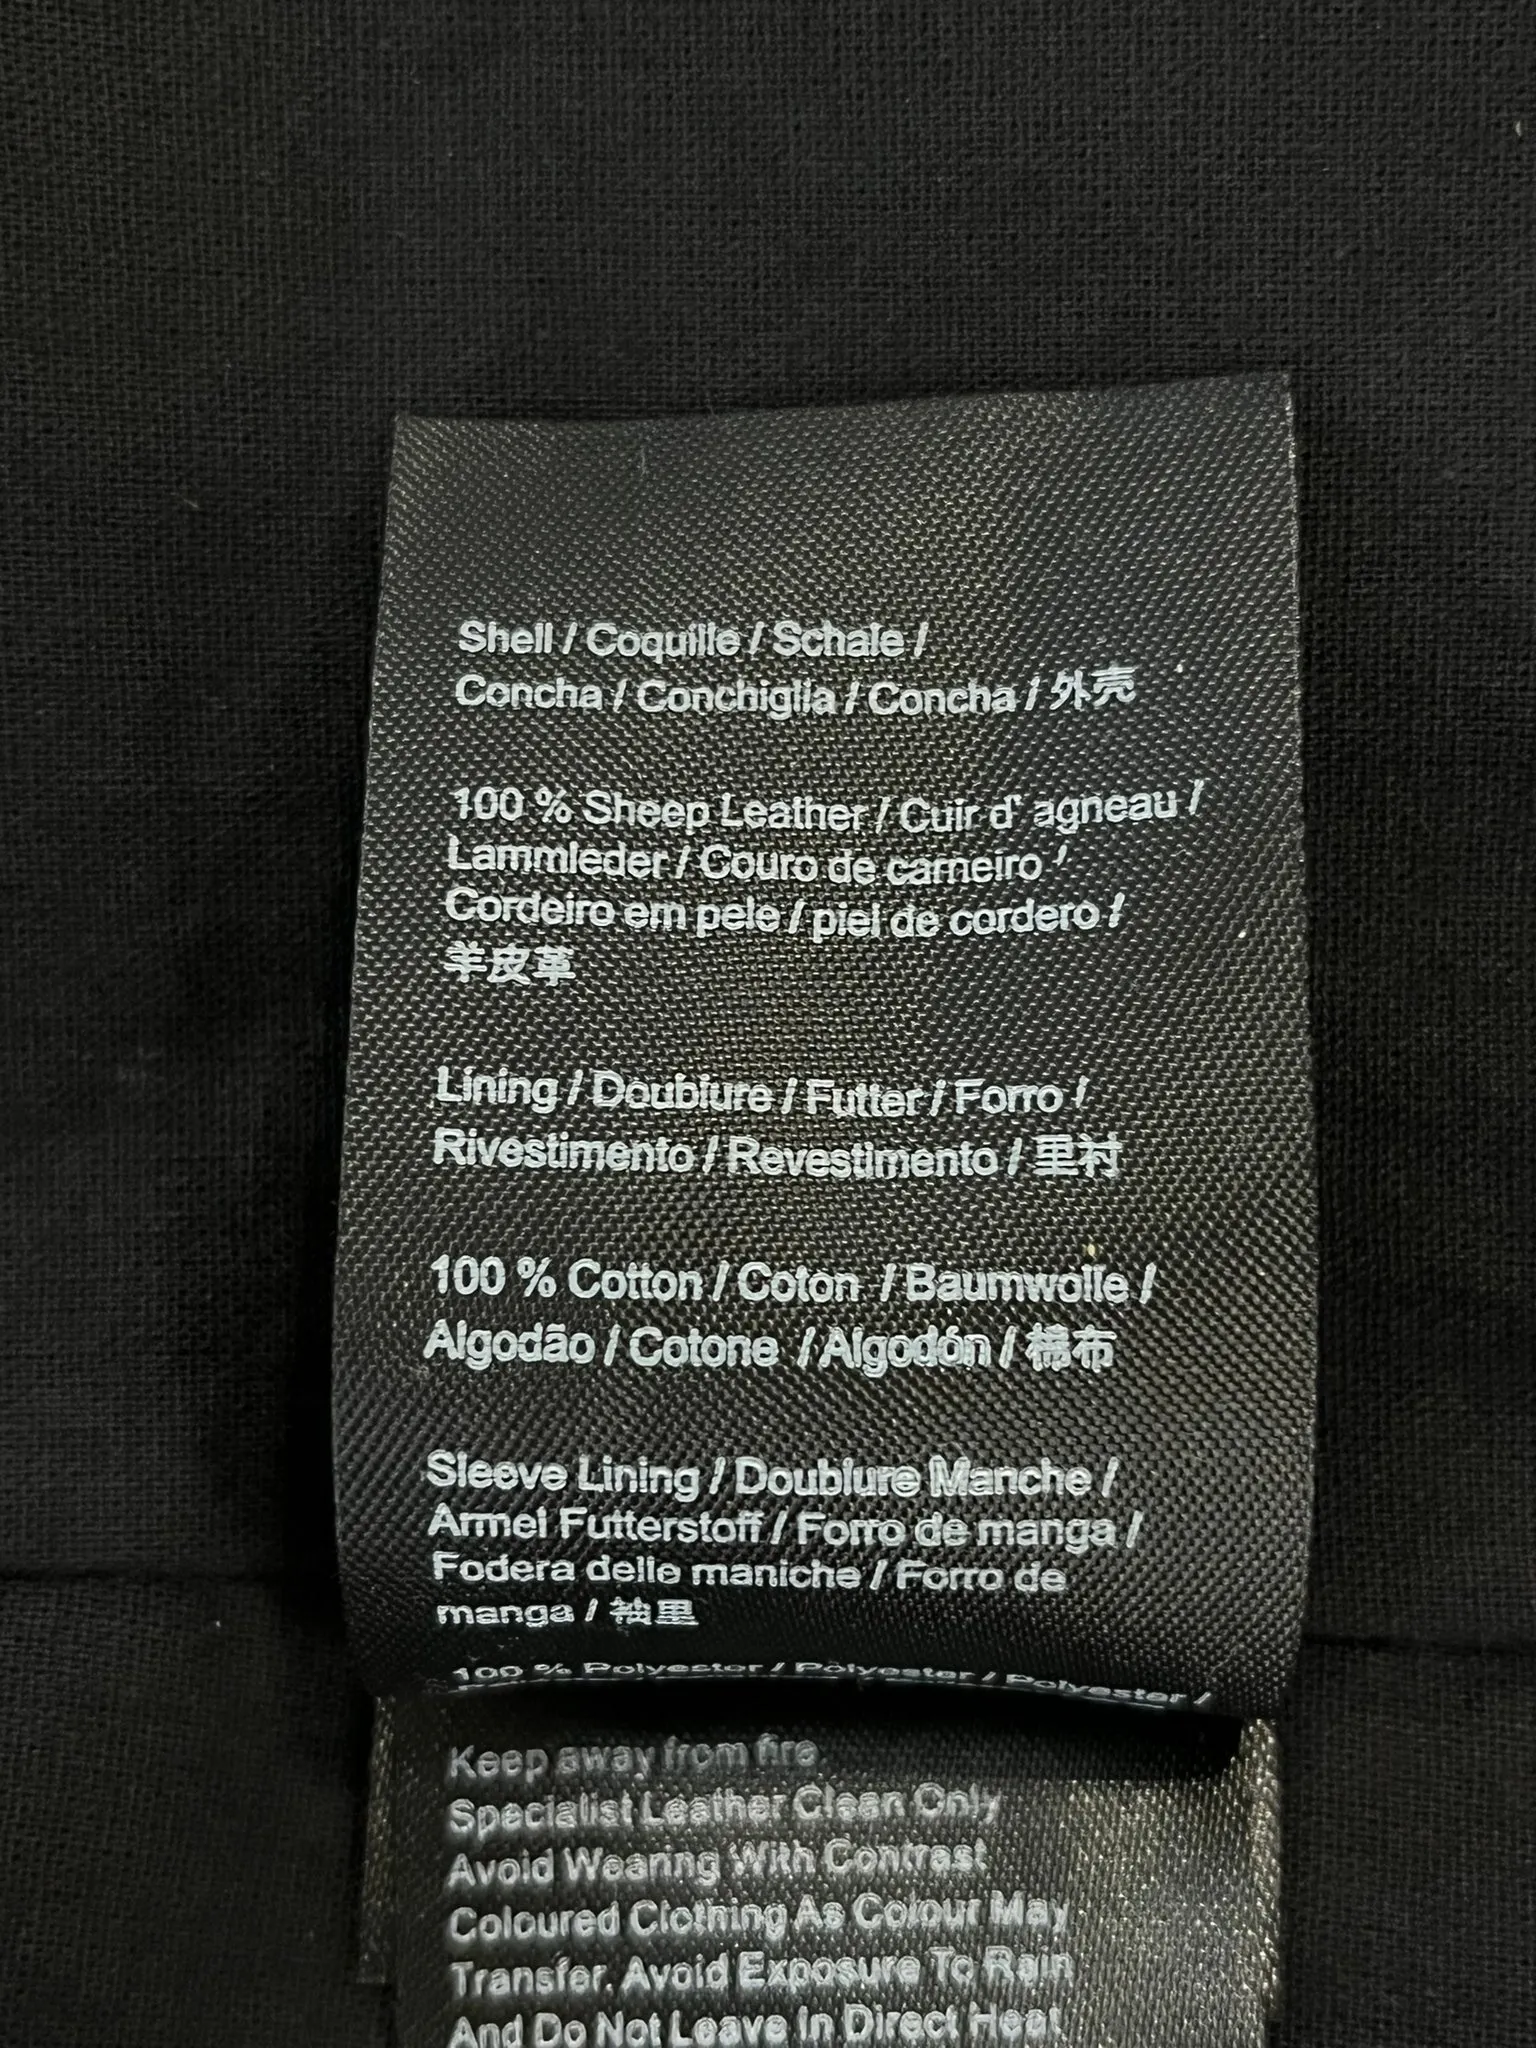 Shell / Coquille / Schale /
Concha / Conchiglia / Concha / 外壳
100 % Sheep Leather / Cuir d' agneau /
Lammleder / Couro de carneiro /
Cordeiro em pele / piel de cordero /
羊皮革
Lining / Doublure / Futter / Forro /
Rivestimento / Revestimento / 里衬
100 % Cotton / Coton / Baumwolle /
Algodão / Cotone / Algodón / 棉布
Sleeve Lining / Doublure Manche /
Armel Futterstoff / Forro de manga /
Fodera delle maniche / Forro de
manga / 袖里
100 % Polyester / Polyester / Polyester /
Keep away from fire.
Specialist Leather Clean Only
Avoid Wearing With Contrast
Coloured Clothing As Colour May
Transfer. Avoid Exposure To Rain
And Do Not Leave In Direct Heat